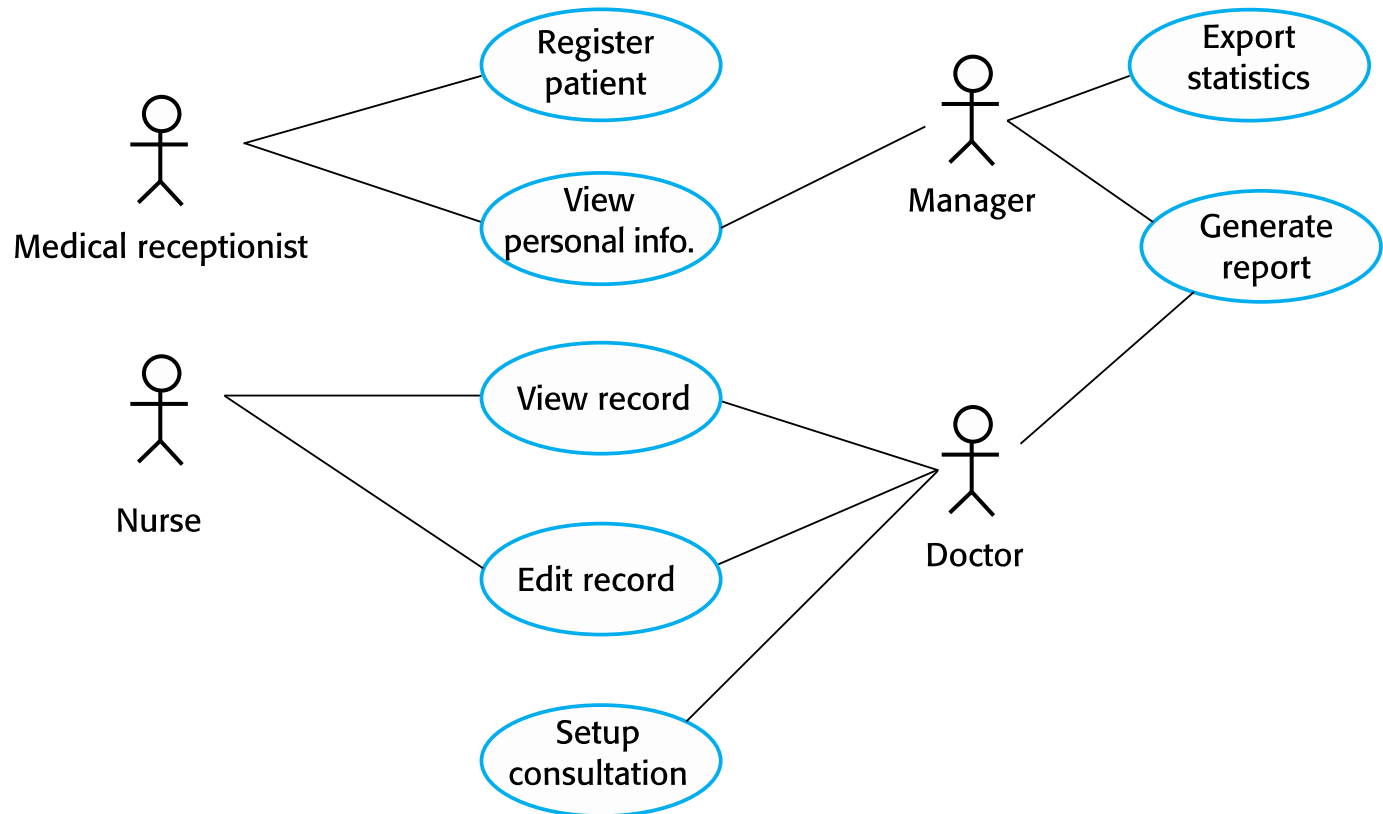 Register
patient
Export
statistics
Medical receptionist
View
personal info.
Manager
Generate
report
View record
Nurse
Edit record
Doctor
Setup
consultation